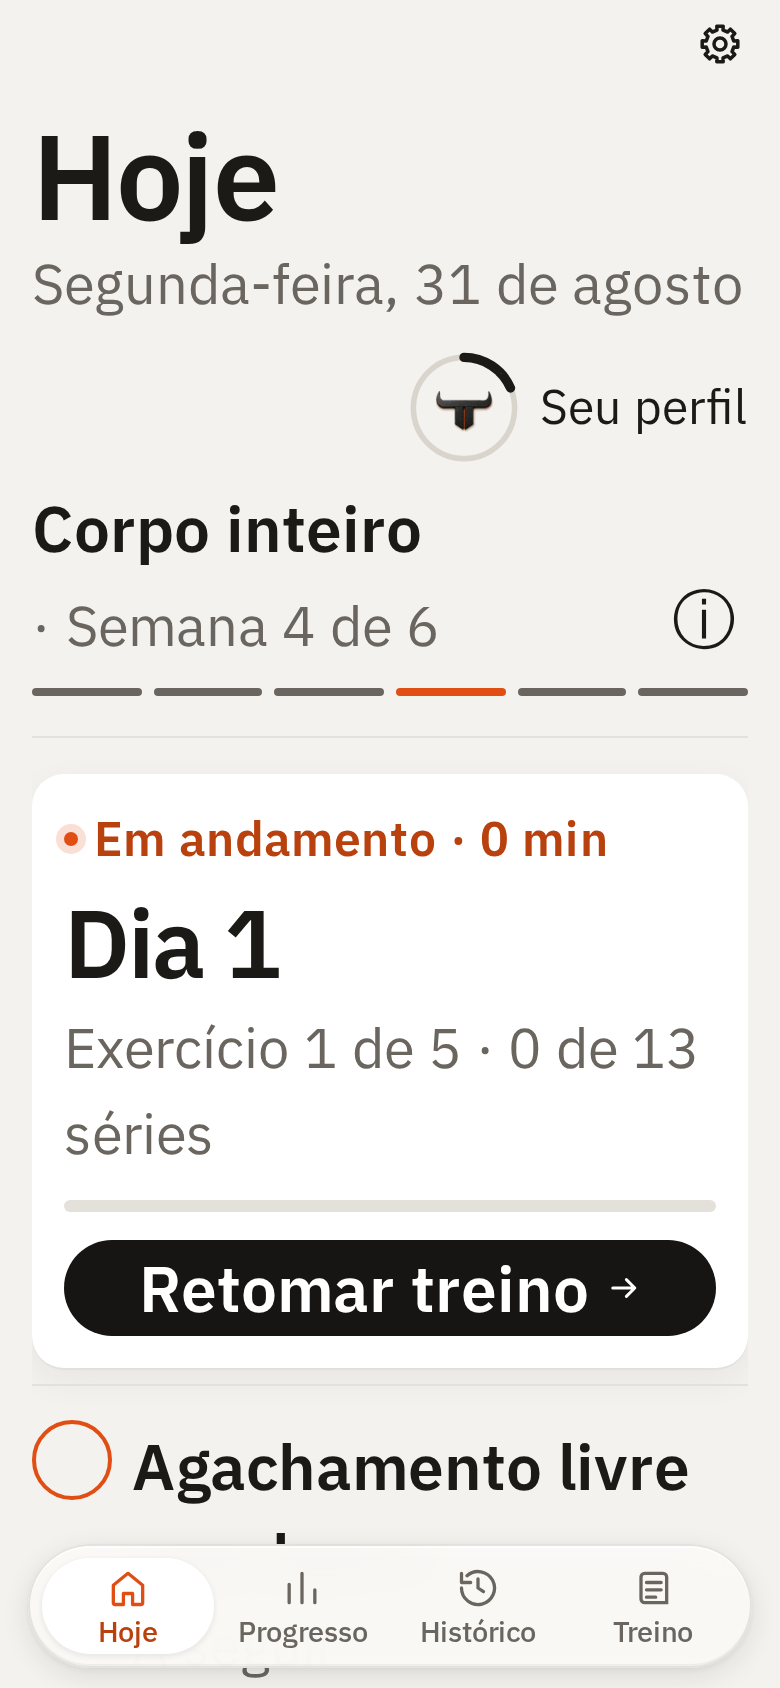 Hoje
Segunda-feira, 31 de agosto
Seu perfil
Corpo inteiro
· Semana 4 de 6
Em andamento · 0 min
Dia 1
Exercício 1 de 5 · 0 de 13
séries
Retomar treino →
Agachamento livre
Hoje
Progresso
Histórico
Treino